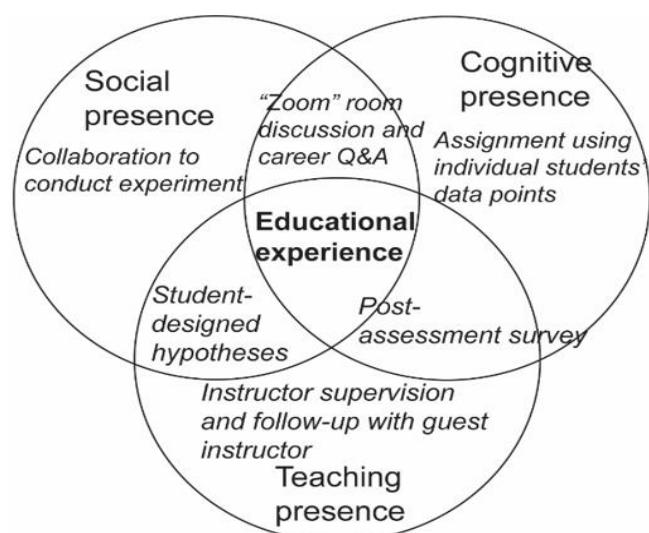 Social
presence
Collaboration to
conduct experiment
“Zoom” room
discussion and
career Q&A
Cognitive
presence
Assignment using
individual students’
data points
Educational
experience
Student-
designed
hypotheses
Post-
assessment survey
Instructor supervision
and follow-up with guest
instructor
Teaching
presence